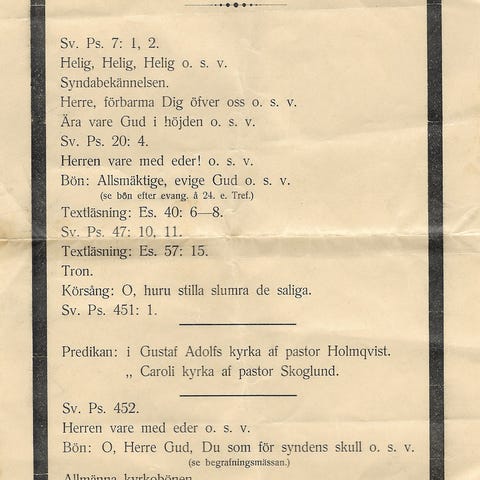 Sv. Ps. 7: 1, 2.
Helig, Helig, Helig o. s. v.
Syndabekännelsen.
Herre, förbarma Dig öfver oss o. s. v.
Ära vare Gud i höjden o. s. v.
Sv. Ps. 20: 4.
Herren vare med eder! o. s. v.
Bön: Allsmäktige, evige Gud o. s. v.
(se bön efter evang. å 24. e. Tref.)
Textläsning: Es. 40: 6—8.
Sv. Ps. 47: 10, 11.
Textläsning: Es. 57: 15.
Tron.
Körsång: O, huru stilla slumra de saliga.
Sv. Ps. 451: 1.
Predikan: i Gustaf Adolfs kyrka af pastor Holmqvist.
„ Caroli kyrka af pastor Skoglund.
Sv. Ps. 452.
Herren vare med eder o. s. v.
Bön: O, Herre Gud, Du som för syndens skull o. s. v.
(se begrafningsmässan.)
Allmänna kyrkobönen